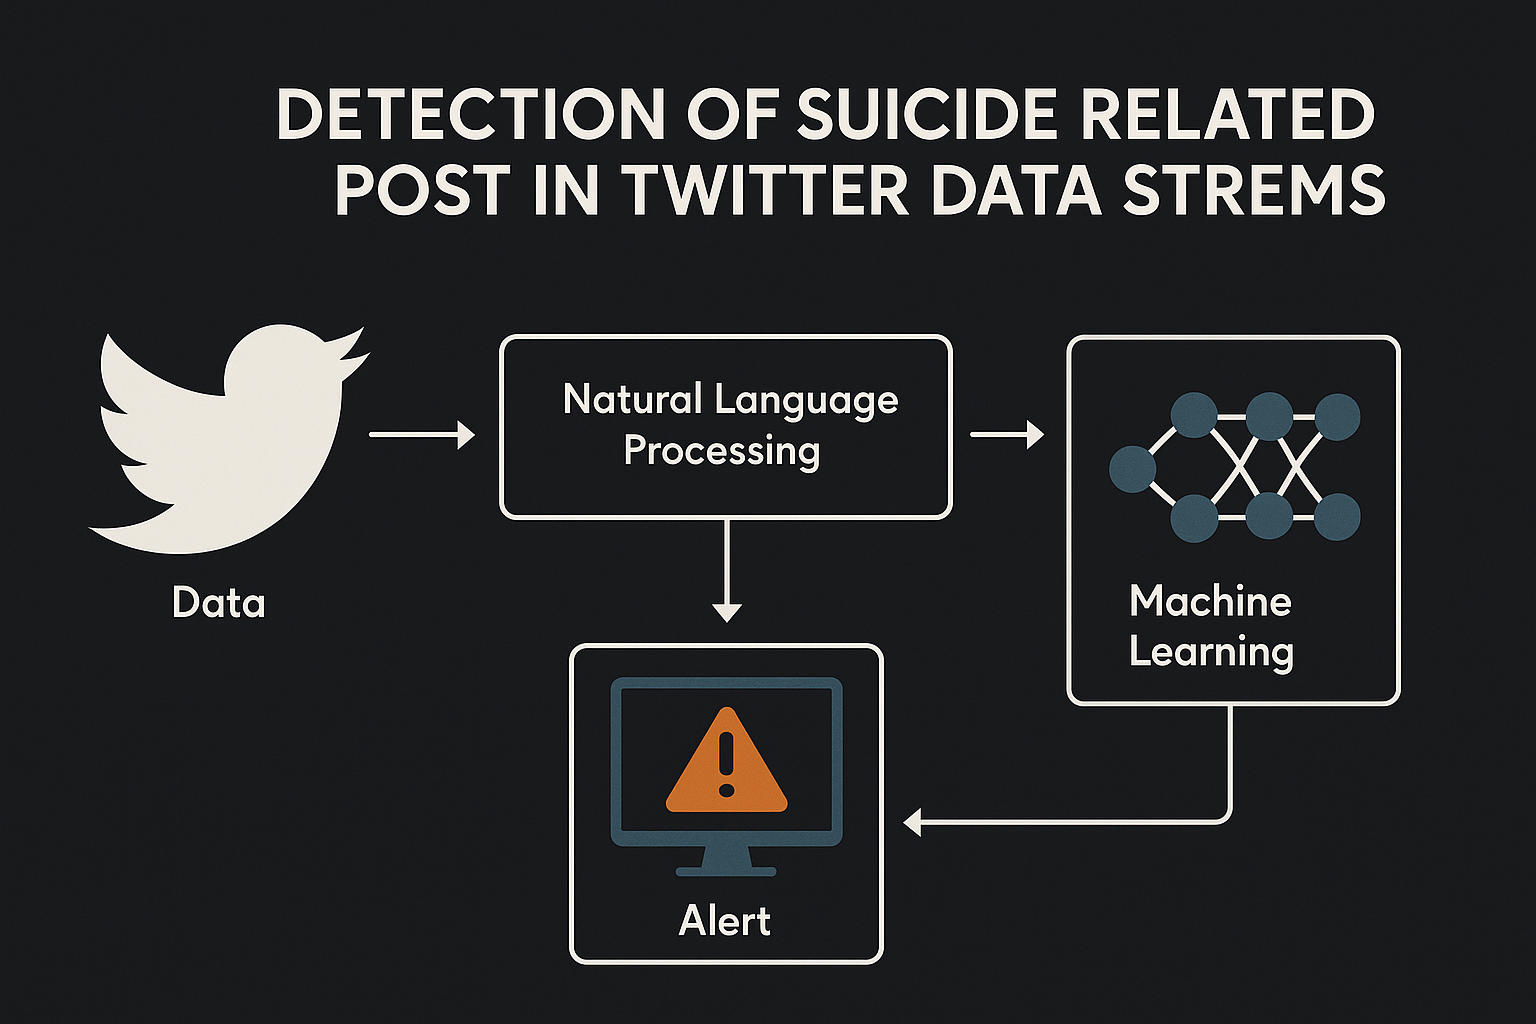 DETECTION OF SUICIDE RELATED
POST IN TWITTER DATA STREMS
Natural Language
Processing
Data
Machine
Learning
Alert